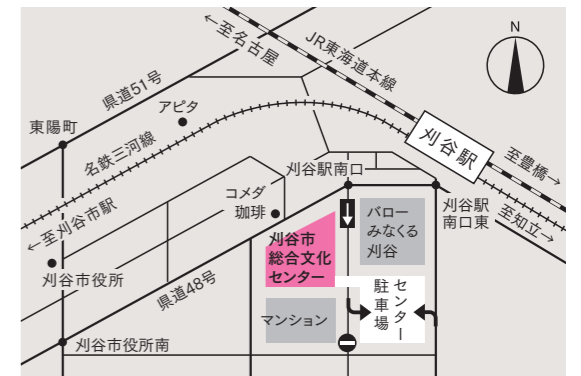 N
←至名古屋
JR東海道本線
県道51号
アピタ
東陽町
名鉄三河線
刈谷駅
至豊橋→
刈谷駅南口
コメダ
珈琲
刈谷駅
南口東
至知立→
←至刈谷市駅
刈谷市役所
バロー
みなくる
刈谷
刈谷市
総合文化
センター
県道48号
センター
駐車場
マンション
刈谷市役所南